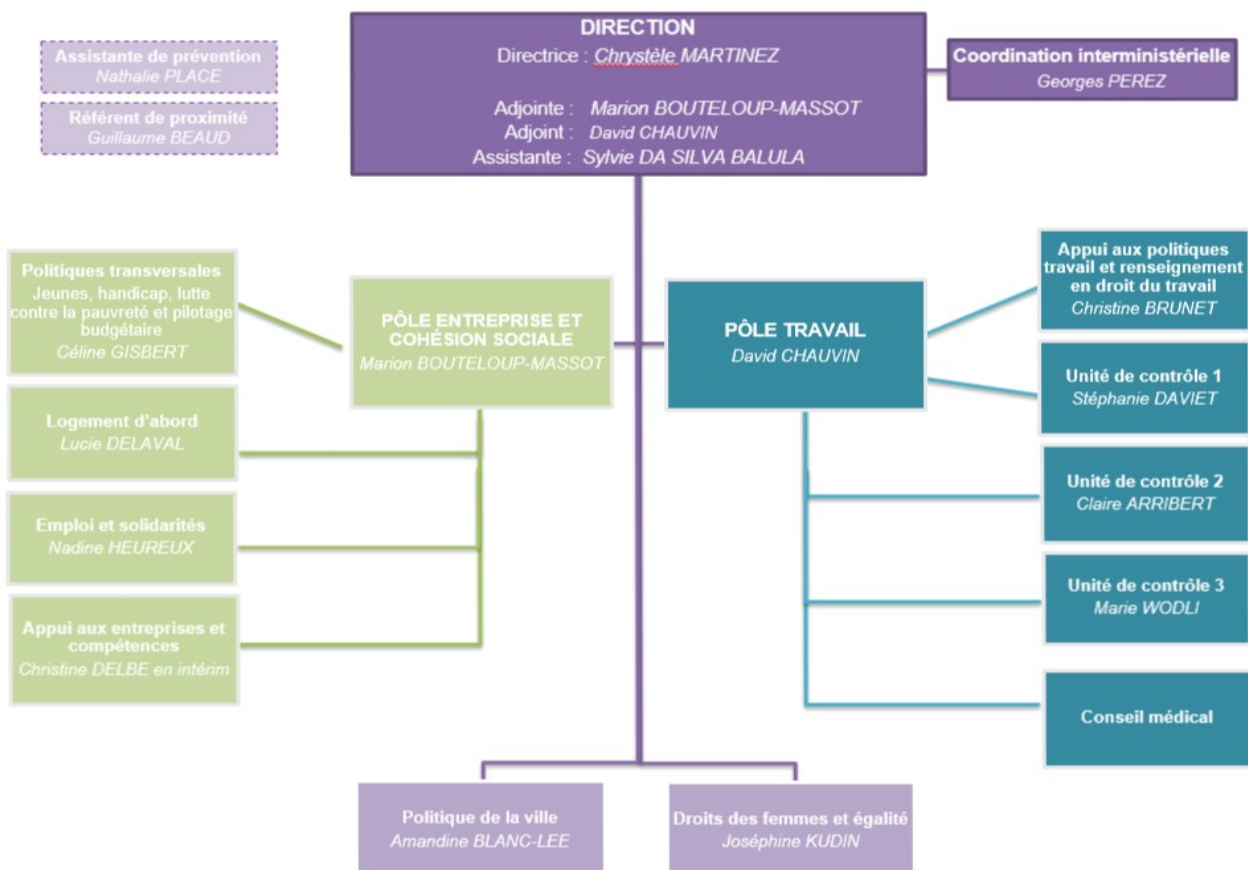 DIRECTION
Directrice : Chrystèle MARTINEZ
Adjointe : Marion BOUTELOUP-MASSOT
Adjoint : David CHAUVIN
Assistante : Sylvie DA SILVA BALULA
Assistante de prévention
Nathalie PLACE
Référent de proximité
Guillaume BEAUD
Coordination interministérielle
Georges PEREZ
Politiques transversales
Jeunes, handicap, lutte
contre la pauvreté et pilotage
budgétaire
Céline GISBERT
Logement d'abord
Lucie DELAVAL
Emploi et solidarités
Nadine HEUREUX
Appui aux entreprises et
compétences
Christine DELBE en intérim
PÔLE ENTREPRISE ET
COHÉSION SOCIALE
Marion BOUTELOUP-MASSOT
PÔLE TRAVAIL
David CHAUVIN
Appui aux politiques
travail et renseignement
en droit du travail
Christine BRUNET
Unité de contrôle 1
Stéphanie DAVIET
Unité de contrôle 2
Claire ARRIBERT
Unité de contrôle 3
Marie WODLI
Conseil médical
Politique de la ville
Amandine BLANC-LEE
Droits des femmes et égalité
Joséphine KUDIN